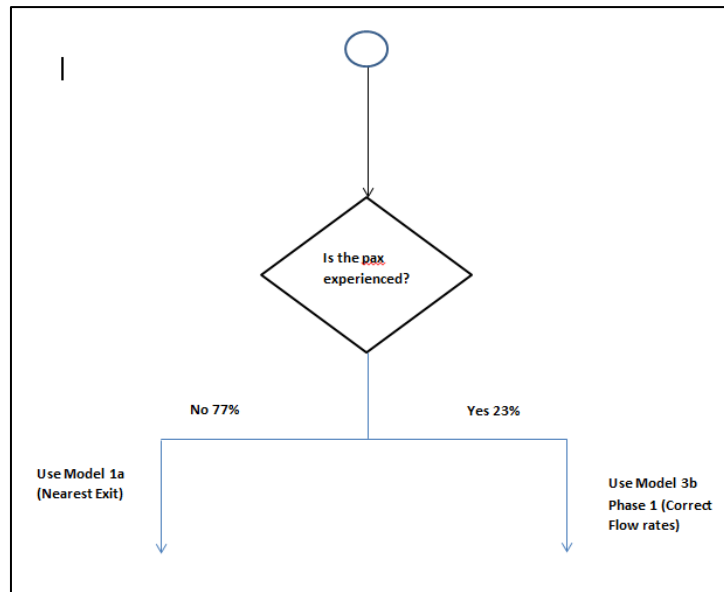 Is the pax
experienced?
No 77%
Yes 23%
Use Model 1a
(Nearest Exit)
Use Model 3b
Phase 1 (Correct
Flow rates)